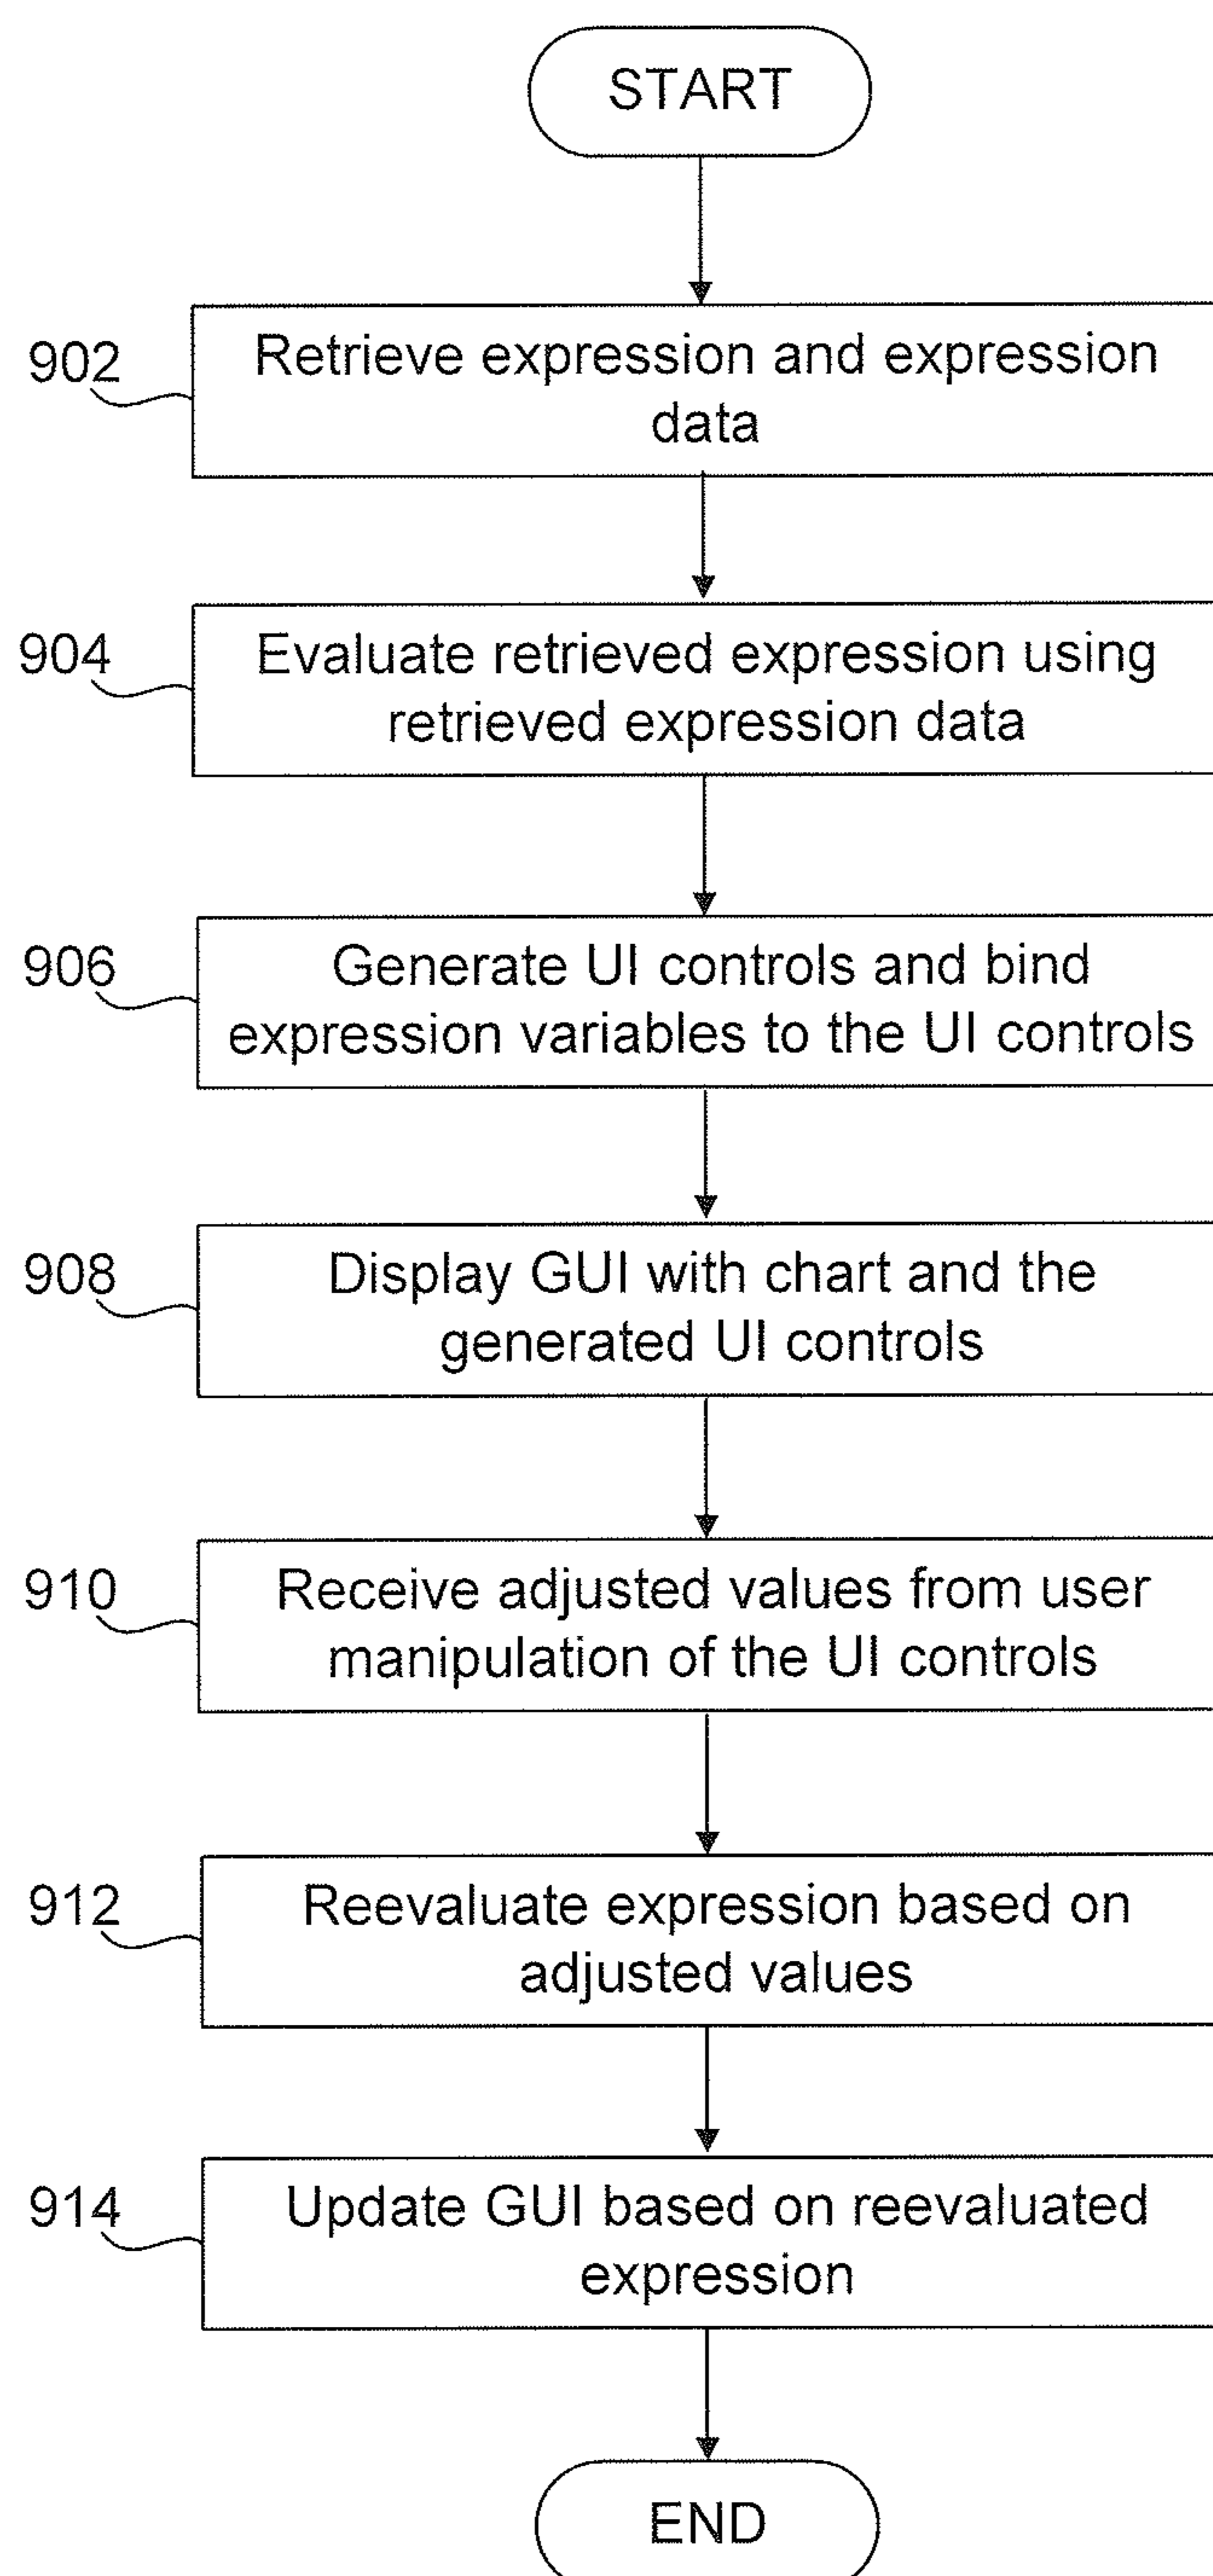 START
902
Retrieve expression and expression
data
904
Evaluate retrieved expression using
retrieved expression data
906
Generate UI controls and bind
expression variables to the UI controls
908
Display GUI with chart and the
generated UI controls
910
Receive adjusted values from user
manipulation of the UI controls
912
Reevaluate expression based on
adjusted values
914
Update GUI based on reevaluated
expression
END